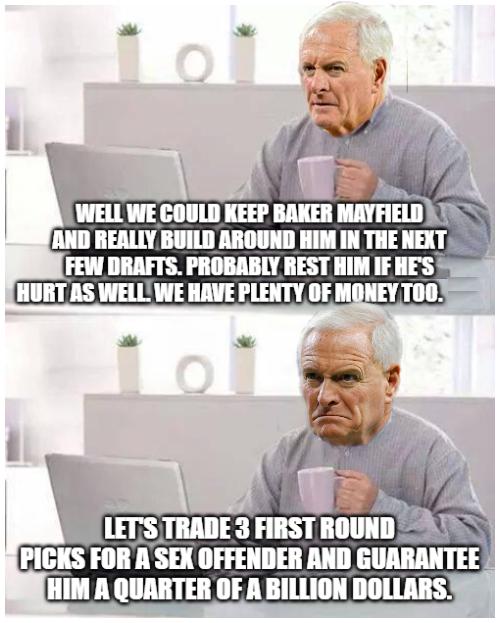 WELL WE COULD KEEP BAKER MAYFIELD
AND REALLY BUILD AROUND HIM IN THE NEXT
FEW DRAFTS. PROBABLY REST HIM IF HE'S
HURT AS WELL. WE HAVE PLENTY OF MONEY TOO.
LET'S TRADE 3 FIRST ROUND
PICKS FOR A SEX OFFENDER AND GUARANTEE
HIM A QUARTER OF A BILLION DOLLARS.